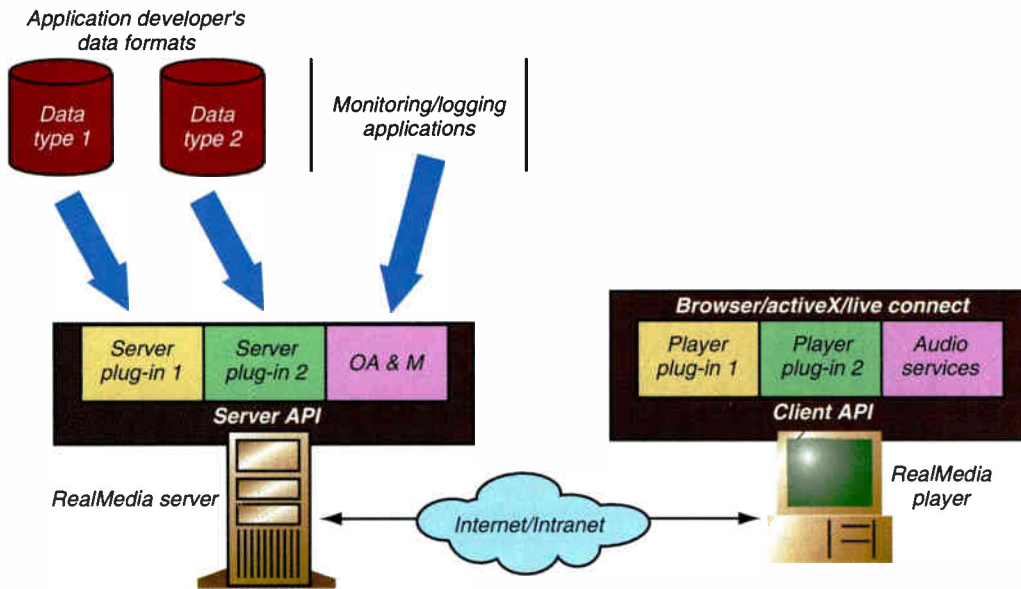 Application developer's
data formats
Data
type 1
Data
type 2
Monitoring/logging
applications
Server
plug-in 1
Server
plug-in 2
OA & M
Server API
Browser/activeX/live connect
Player
plug-in 1
Player
plug-in 2
Audio
services
Client API
RealMedia server
Internet/Intranet
RealMedia
player